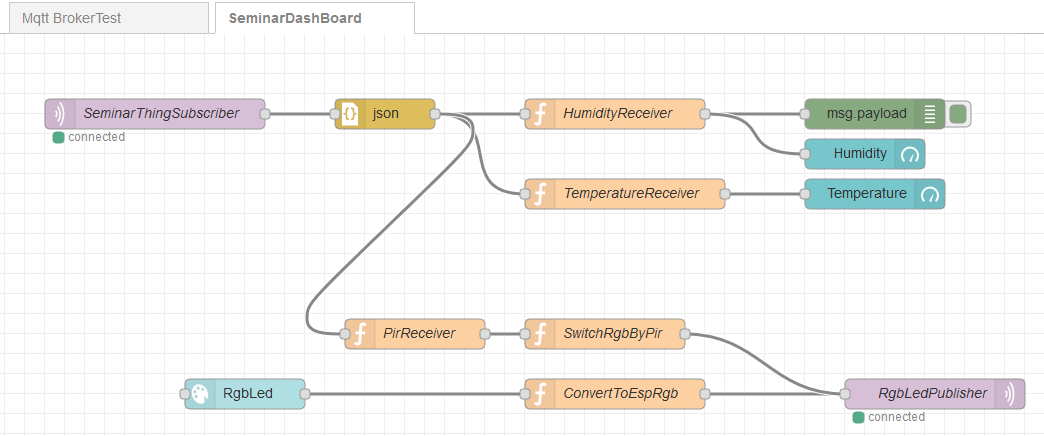 Mqtt BrokerTest
SeminarDashBoard
SeminarThingSubscriber
connected
json
HumidityReceiver
msg.payload
Humidity
TemperatureReceiver
Temperature
PirReceiver
SwitchRgbByPir
RgbLed
ConvertToEspRgb
RgbLedPublisher
connected